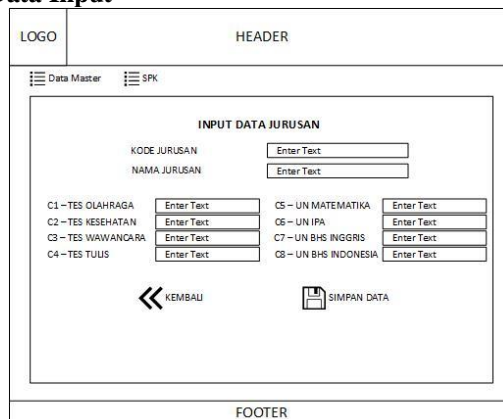 Data Input
LOGO HEADER
Data Master SPK
INPUT DATA JURUSAN
KODE JURUSAN Enter Text
NAMA JURUSAN Enter Text
C1 – TES OLAHRAGA Enter Text C5 – UN MATEMATIKA Enter Text
C2 – TES KESEHATAN Enter Text C6 – UN IPA Enter Text
C3 – TES WAWANCARA Enter Text C7 – UN BHS INGGRIS Enter Text
C4 – TES TULIS Enter Text C8 – UN BHS INDONESIA Enter Text
KEMBALI SIMPAN DATA
FOOTER